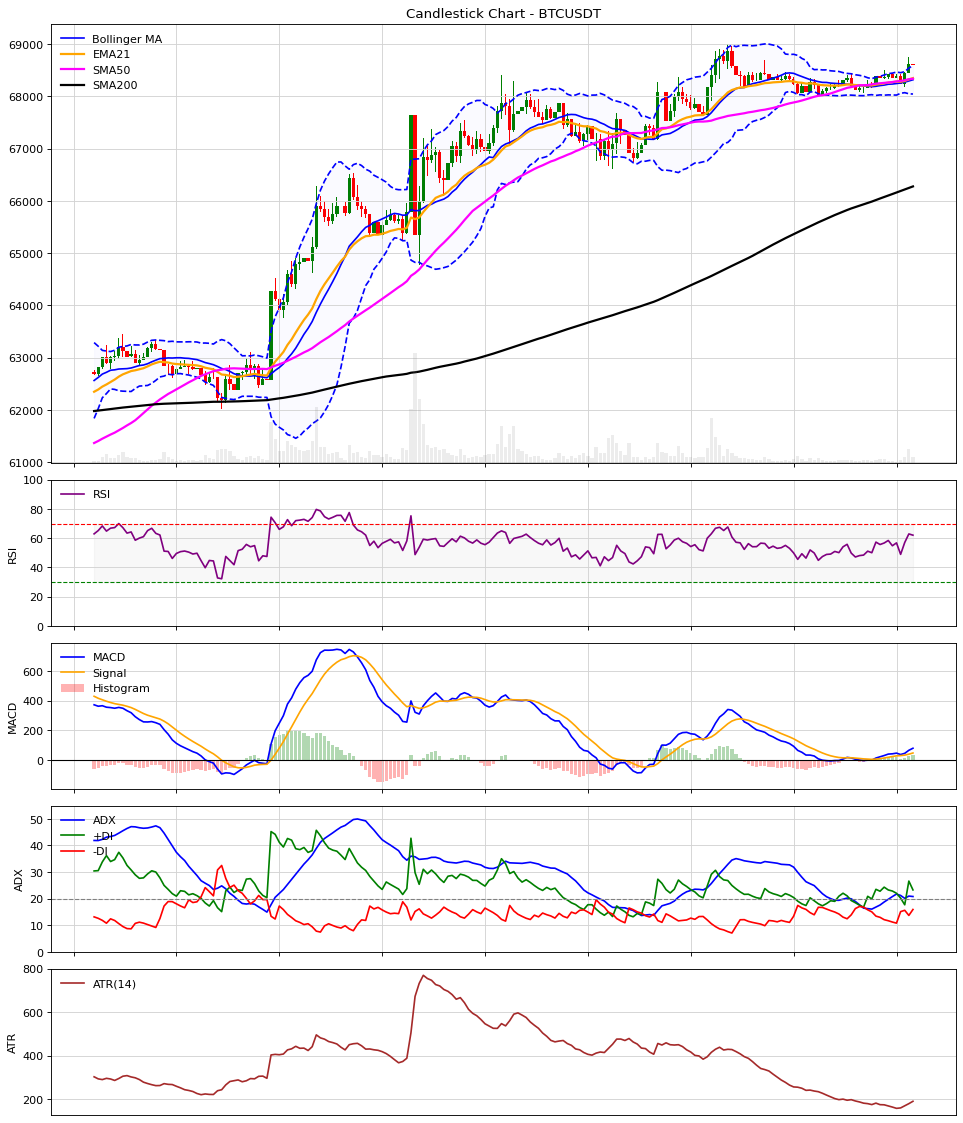 Candlestick Chart - BTCUSDT
Bollinger MA
EMA21
SMA50
SMA200
69000
68000
67000
66000
65000
64000
63000
62000
61000
RSI
RSI
100
80
60
40
20
0
MACD
Signal
Histogram
MACD
600
400
200
0
ADX
+DI
-DI
ADX
50
40
30
20
10
0
ATR(14)
ATR
800
600
400
200